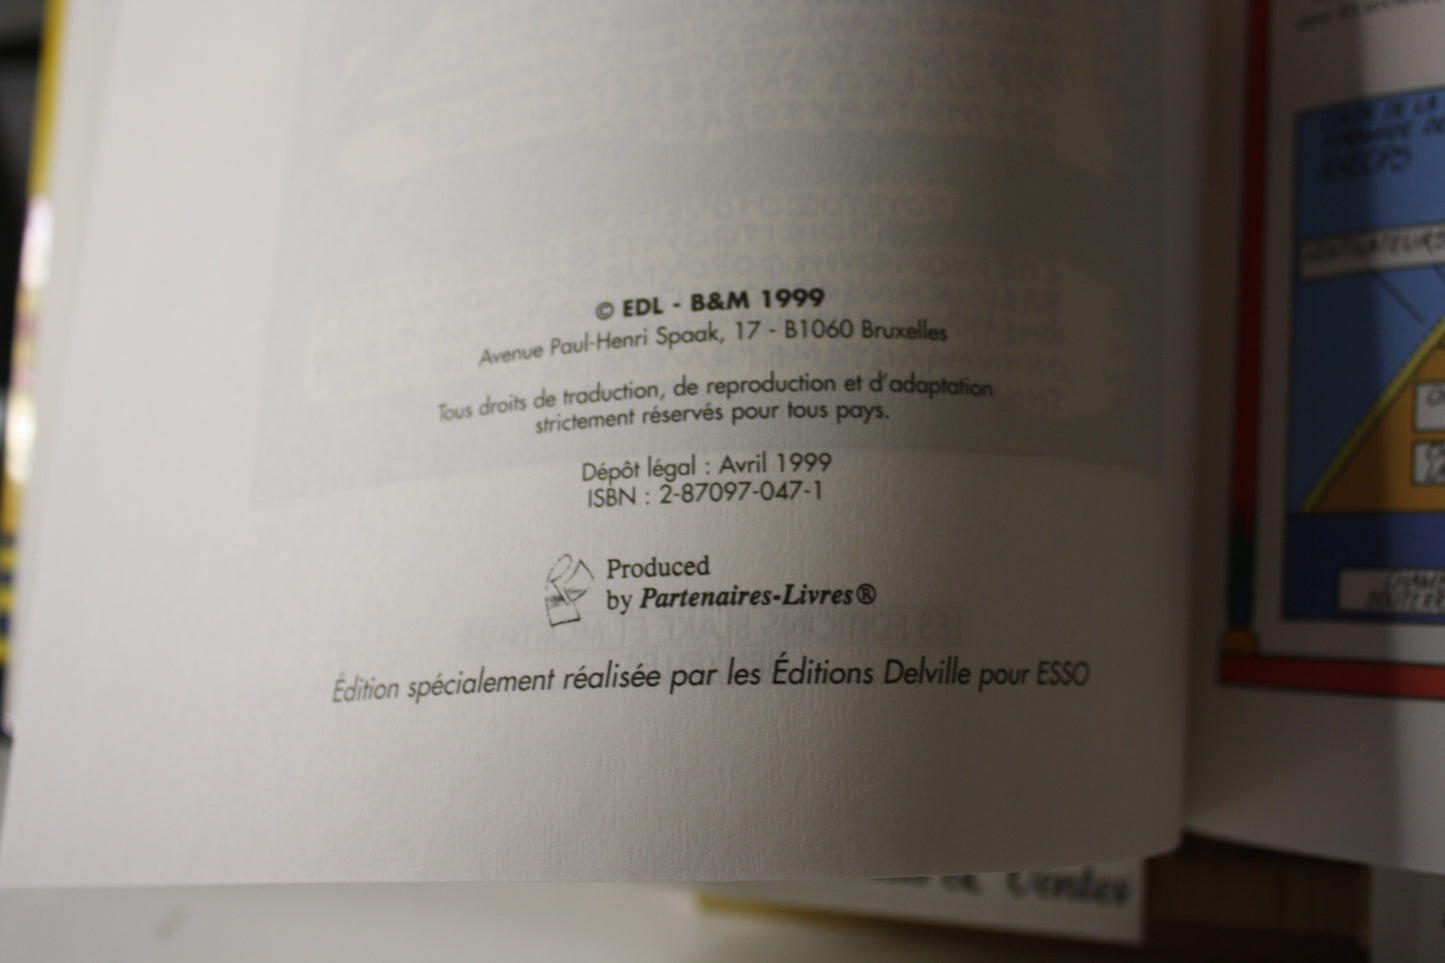 © EDL - B&M 1999
Avenue Paul-Henri Spaak, 17 - B1060 Bruxelles
Tous droits de traduction, de reproduction et d'adaptation
strictement réservés pour tous pays.
Dépôt légal : Avril 1999
ISBN : 2-87097-047-1
Produced
by Partenaires-Livres®
Édition spécialement réalisée par les Éditions Delville pour ESSO
DE LA